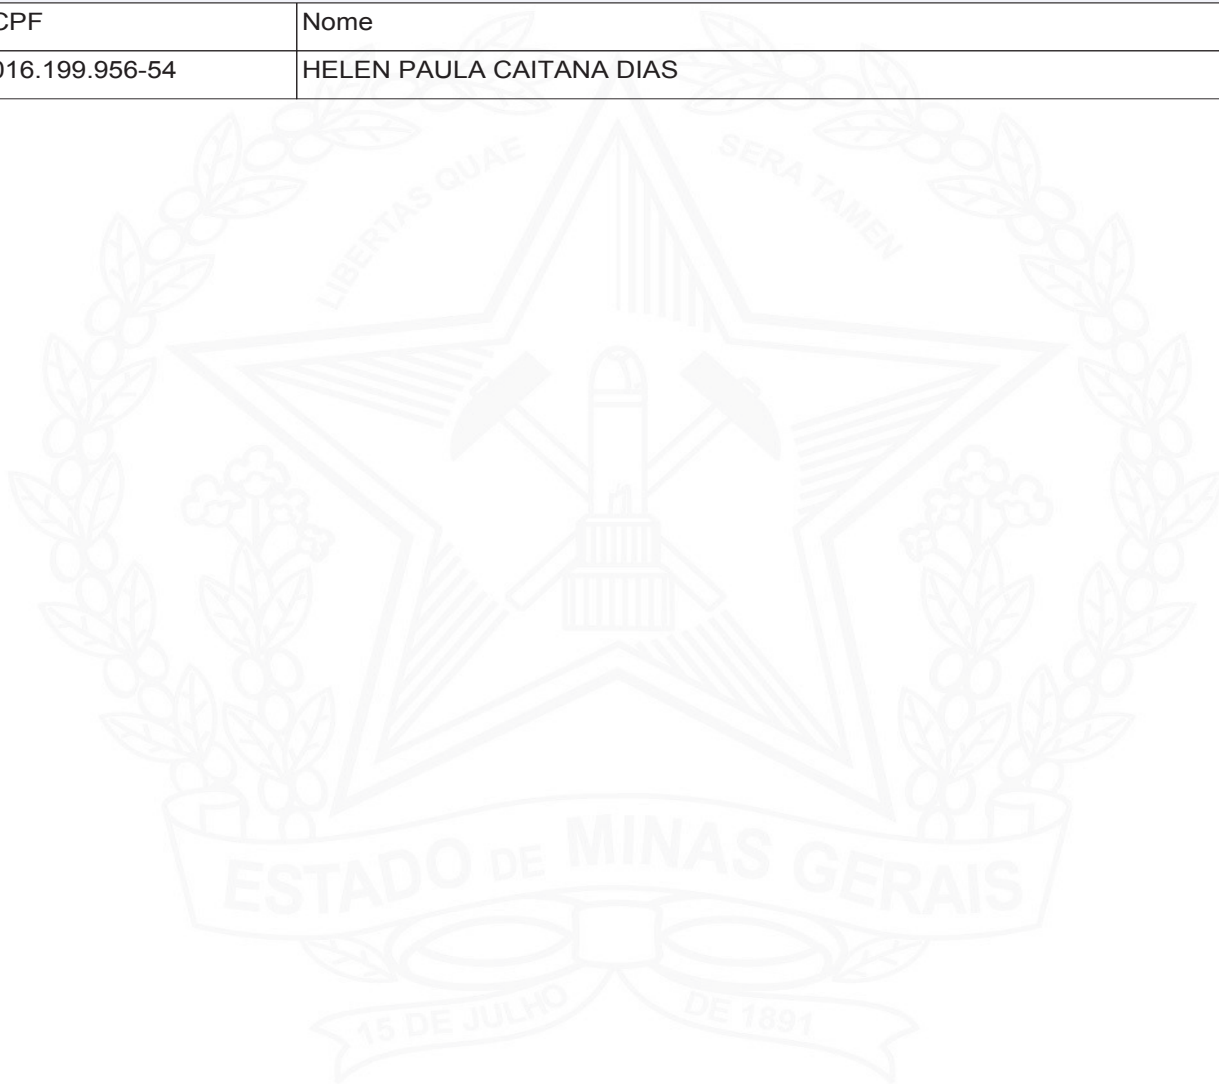 CPF Nome
016.199.956-54 HELEN PAULA CAITANA DIAS
LIBERTAS QUAE SERA TAMEN
ESTADO DE MINAS GERAIS
15 DE JULHO DE 1891